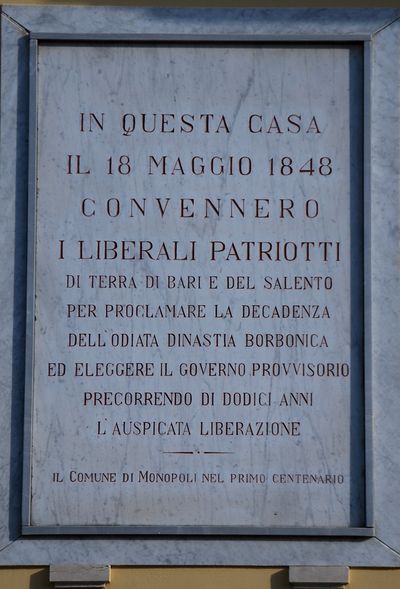 IN QUESTA CASA
IL 18 MAGGIO 1848
CONVENNERO
I LIBERALI PATRIOTTI
DI TERRA DI BARI E DEL SALENTO
PER PROCLAMARE LA DECADENZA
DELL'ODIATA DINASTIA BORBONICA
ED ELEGGERE IL GOVERNO PROVVISORIO
PRECORRENDO DI DODICI ANNI
L'AUSPICATA LIBERAZIONE
IL COMUNE DI MONOPOLI NEL PRIMO CENTENARIO